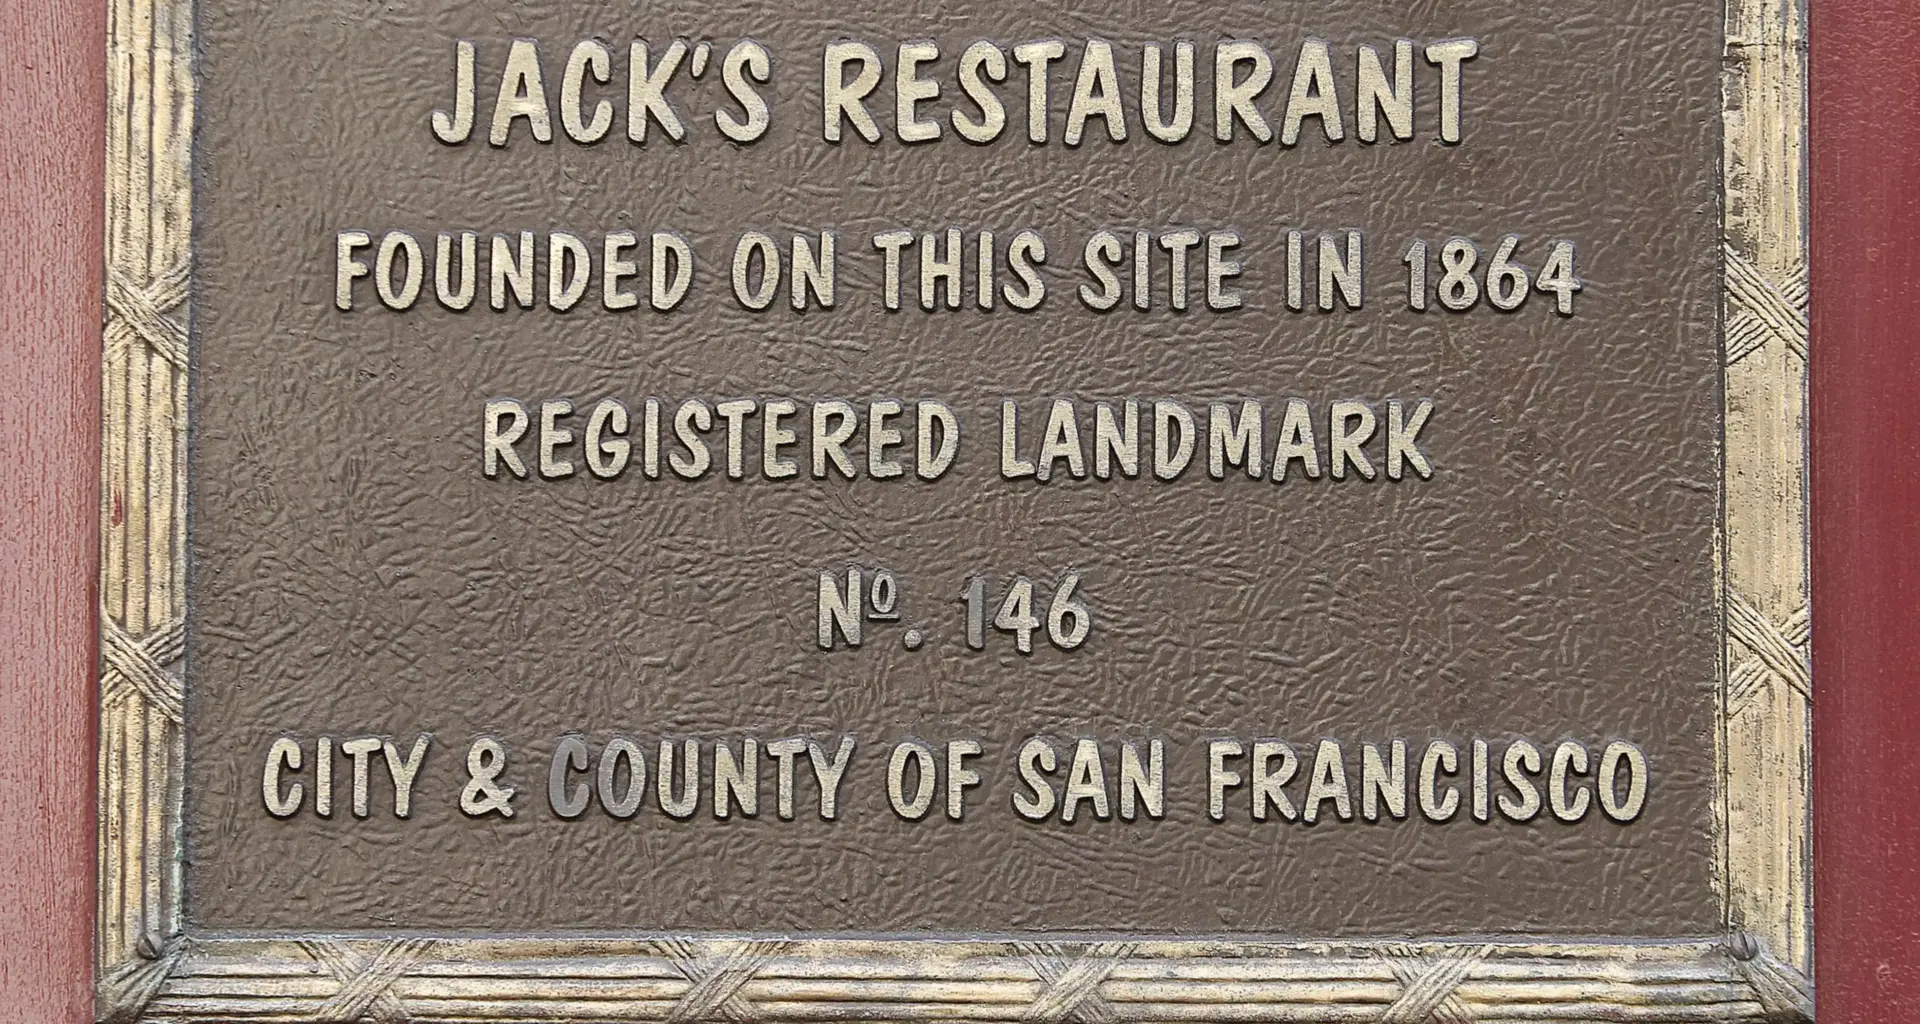 JACK'S RESTAURANT
FOUNDED ON THIS SITE IN 1864
REGISTERED LANDMARK
Nº. 146
CITY & COUNTY OF SAN FRANCISCO